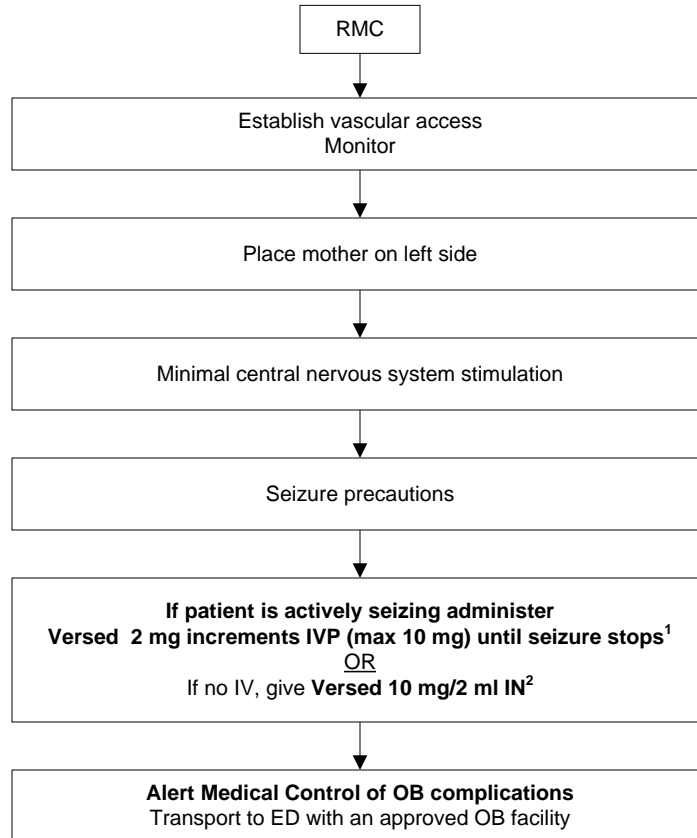 RMC
Establish vascular access
Monitor
Place mother on left side
Minimal central nervous system stimulation
Seizure precautions
If patient is actively seizing administer
Versed  2 mg increments IVP (max 10 mg) until seizure stops¹
OR
If no IV, give Versed 10 mg/2 ml IN²
Alert Medical Control of OB complications
Transport to ED with an approved OB facility